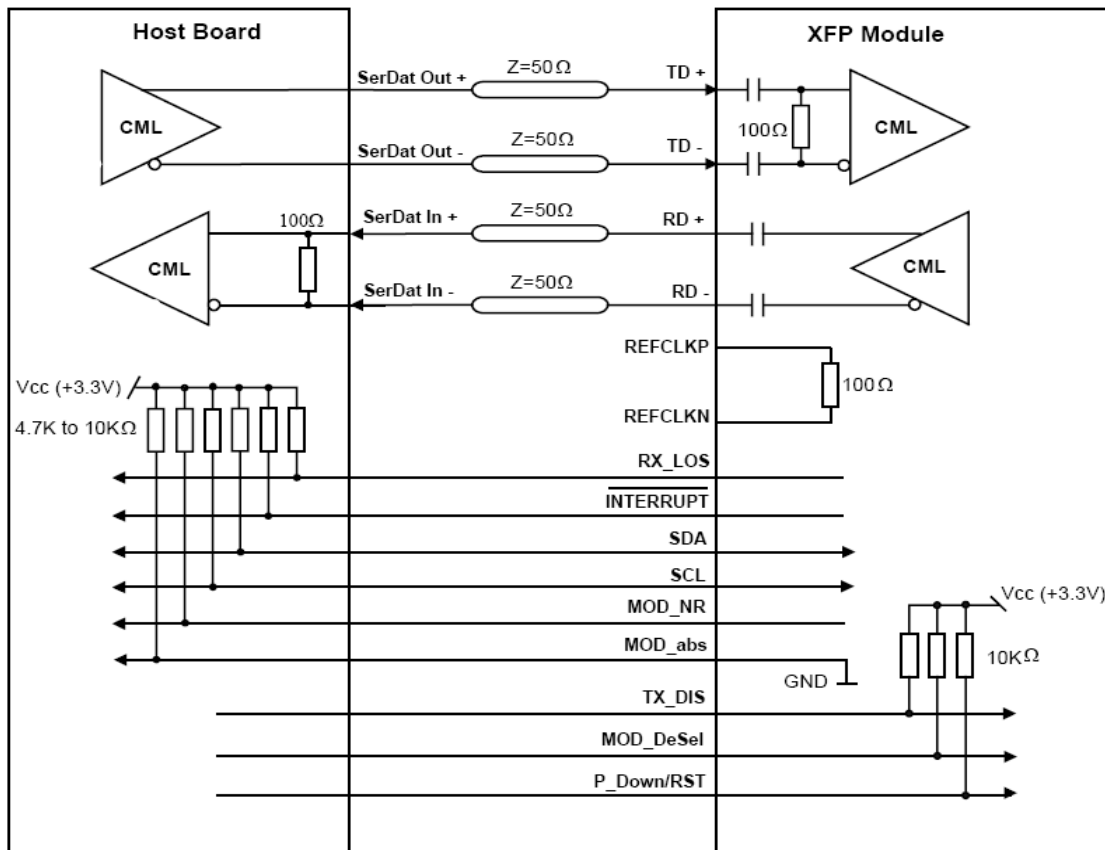 Host Board
XFP Module
SerDat Out +
Z=50Ω
TD +
CML
100Ω
CML
SerDat Out -
Z=50Ω
TD -
100Ω
SerDat In +
Z=50Ω
RD +
CML
CML
SerDat In -
Z=50Ω
RD -
REFCLKP
Vcc (+3.3V)
100Ω
4.7K to 10KΩ
REFCLKN
RX_LOS
INTERRUPT
SDA
SCL
Vcc (+3.3V)
MOD_NR
MOD_abs
10KΩ
GND
TX_DIS
MOD_DeSel
P_Down/RST